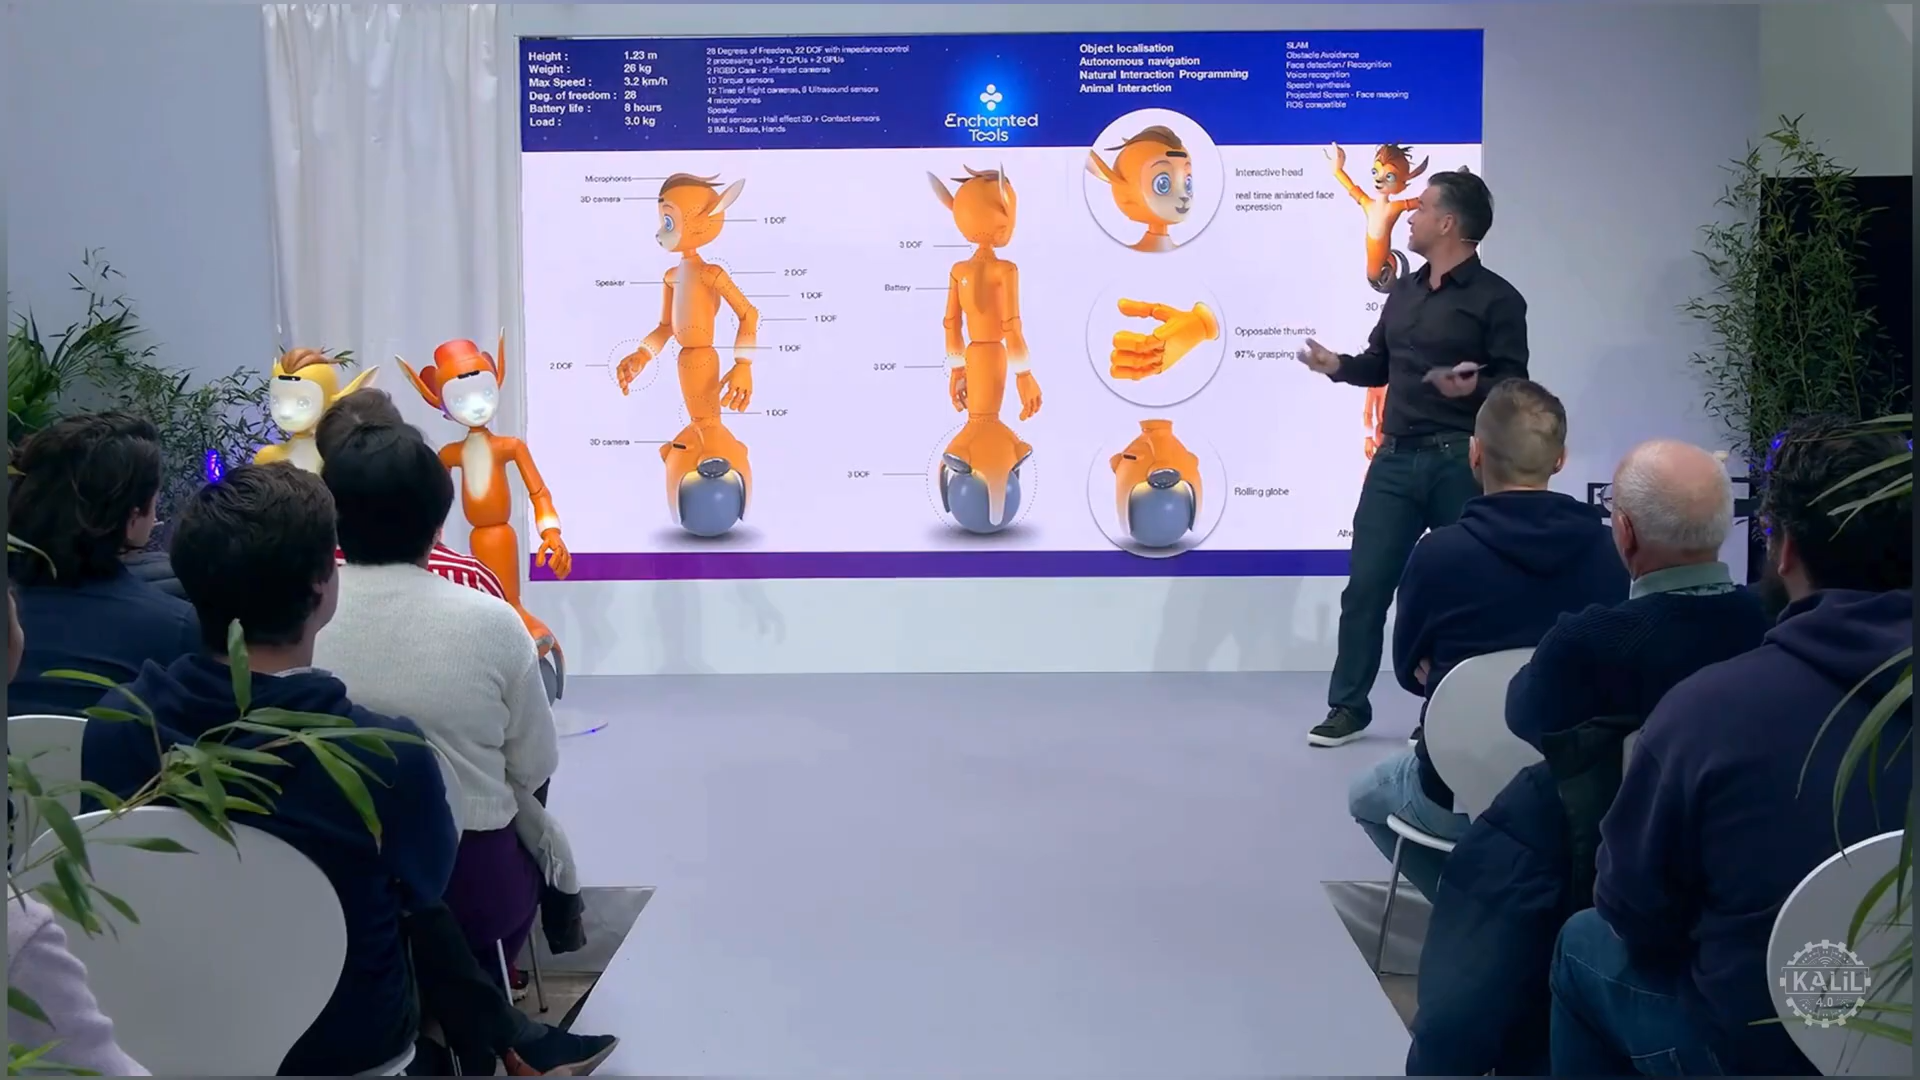 Height : 1.23 m
Weight : 26 kg
Max Speed : 3.2 km/h
Deg. of freedom : 28
Battery life : 8 hours
Load : 3.0 kg
28 Degrees of Freedom, 22 DOF with impedance control
2 processing units - 2 CPUs + 2 GPUs
2 RGBD Cam - 2 infrared cameras
10 Torque sensors
12 Time of flight cameras, 6 Ultrasound sensors
4 microphones
Speaker
Hand sensors : Hall effect 3D + Contact sensors
3 IMUs : Base, Hands
Enchanted
Tools
Object localisation
Autonomous navigation
Natural Interaction Programming
Animal Interaction
SLAM
Obstacle Avoidance
Face detection / Recognition
Voice recognition
Speech synthesis
Projected Screen - Face mapping
ROS compatible
Microphones
3D camera
1 DOF
Speaker
2 DOF
1 DOF
1 DOF
1 DOF
2 DOF
1 DOF
3D camera
3 DOF
Battery
3 DOF
3 DOF
Interactive head
real time animated face
expression
Opposable thumbs
97% grasping
Rolling globe
3D
KALIL
4.0